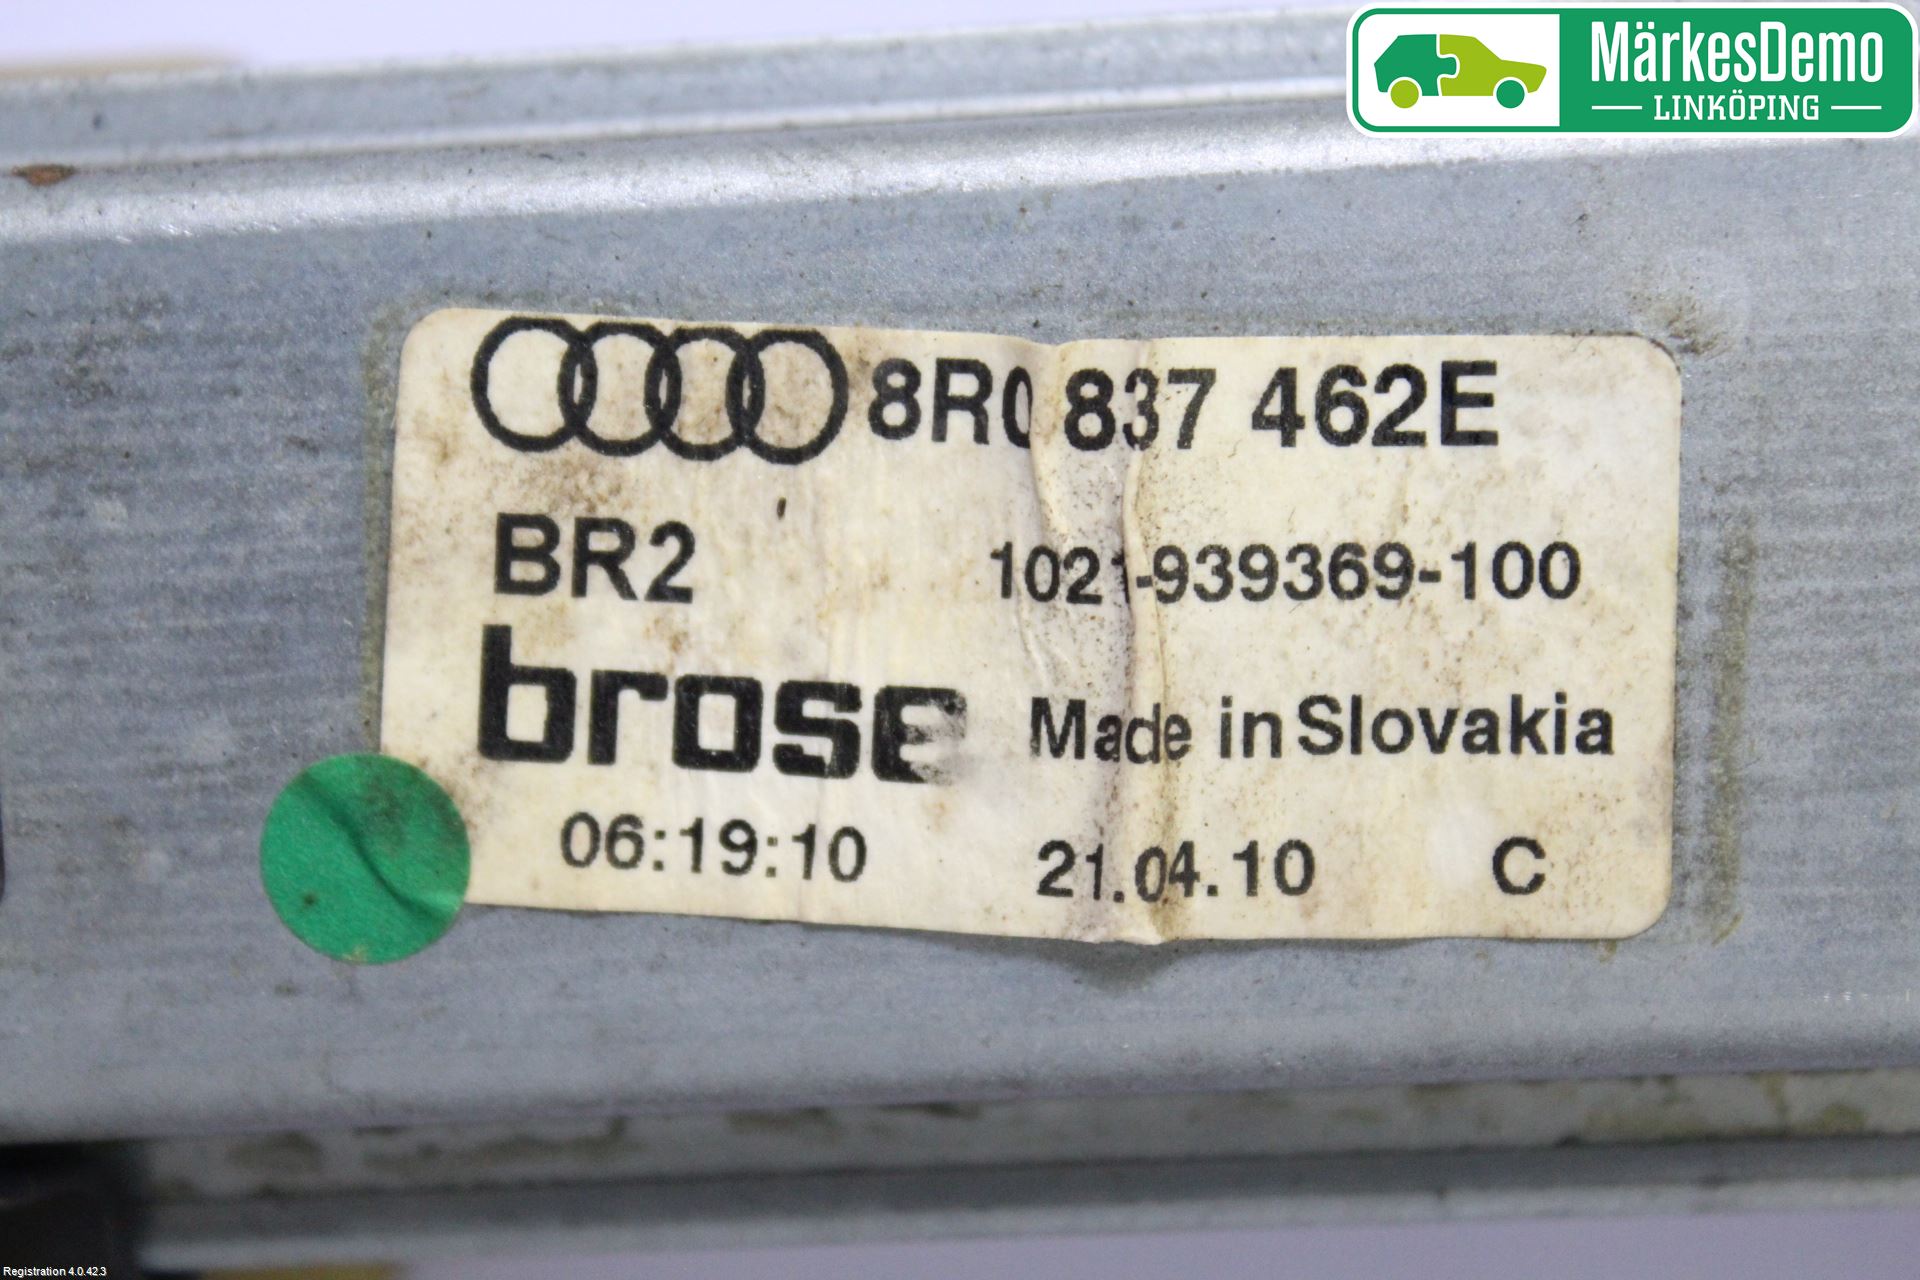 MärkesDemo
LINKÖPING
8R0 837 462E
BR2 1021-939369-100
brose Made in Slovakia
06:19:10 21.04.10 C
Registration 4.0.42.3